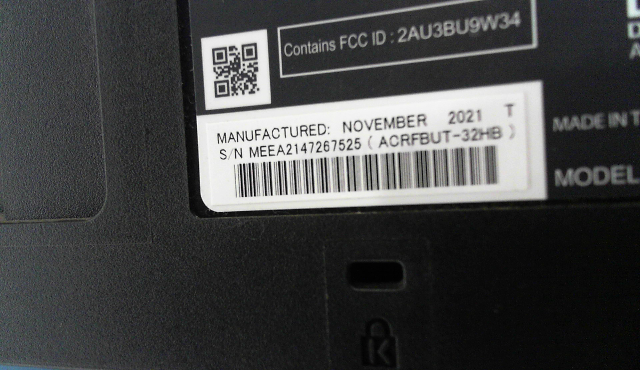 Contains FCC ID : 2AU3BU9W34
MANUFACTURED: NOVEMBER 2021 T
S/N MEEA2147267525 ( ACRFBUT-32HB )
MADE IN T
MODEL